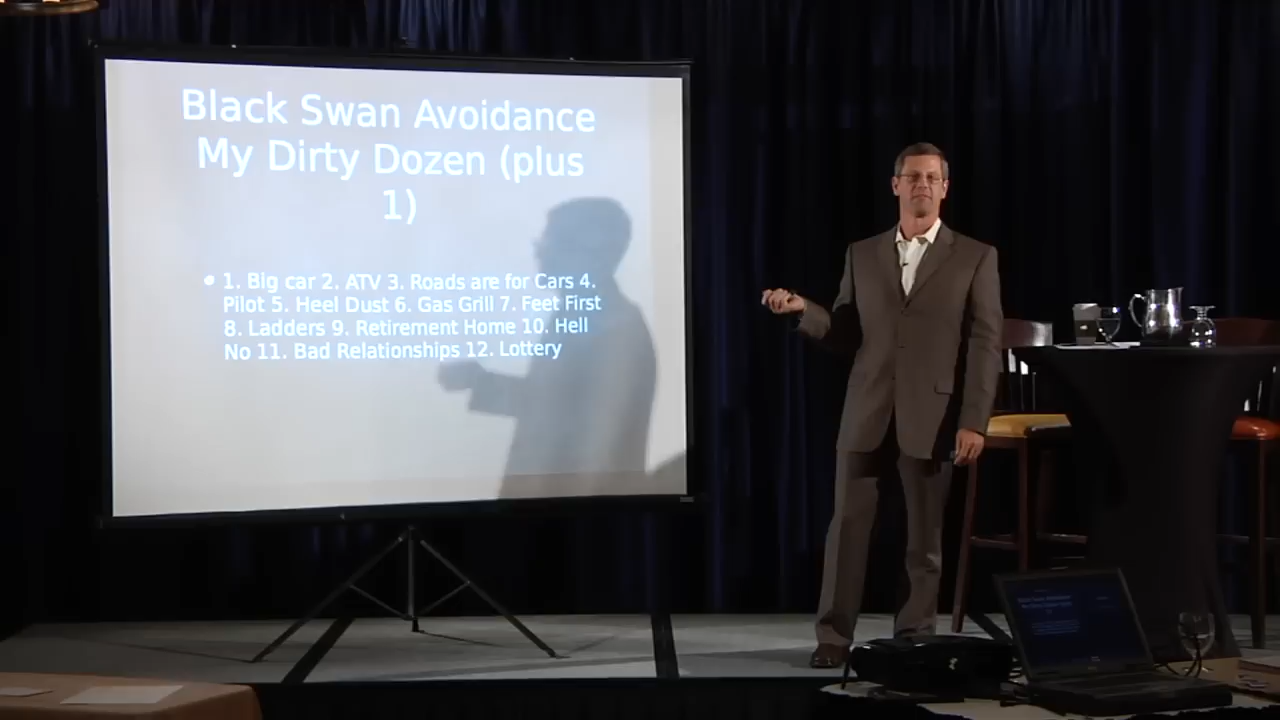 Black Swan Avoidance
My Dirty Dozen (plus
1)
• 1. Big car 2. ATV 3. Roads are for Cars 4.
Pilot 5. Heel Dust 6. Gas Grill 7. Feet First
8. Ladders 9. Retirement Home 10. Hell
No 11. Bad Relationships 12. Lottery